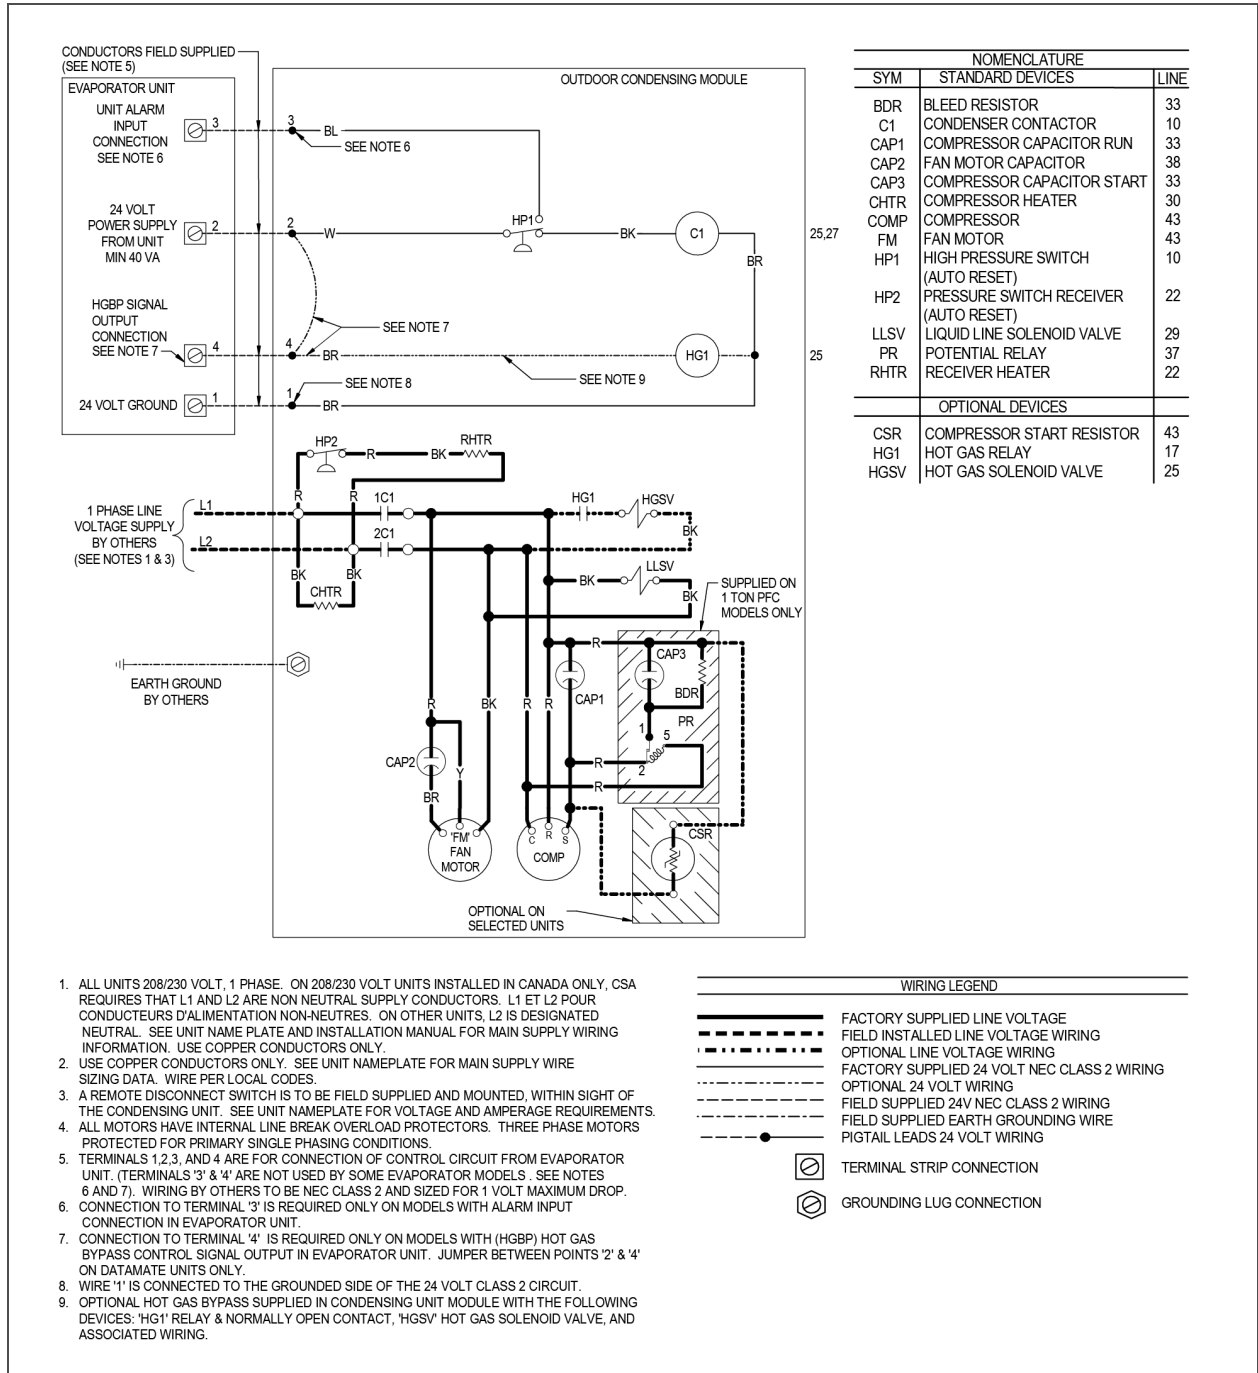 CONDUCTORS FIELD SUPPLIED
(SEE NOTE 5)
EVAPORATOR UNIT
OUTDOOR CONDENSING MODULE
UNIT ALARM
INPUT
CONNECTION
SEE NOTE 6
3
3
BL
SEE NOTE 6
24 VOLT
POWER SUPPLY
FROM UNIT
MIN 40 VA
2
2
W
HP1
BK
C1
25,27
BR
HGBP SIGNAL
OUTPUT
CONNECTION
SEE NOTE 7
4
4
BR
SEE NOTE 7
HG1
25
SEE NOTE 9
SEE NOTE 8
24 VOLT GROUND
1
1
BR
HP2
R
BK
RHTR
R
R
1 PHASE LINE
VOLTAGE SUPPLY
BY OTHERS
(SEE NOTES 1 & 3)
L1
L2
1C1
2C1
HG1
HGSV
BK
BK
BK
CHTR
BK
LLSV
BK
SUPPLIED ON
1 TON PFC
MODELS ONLY
EARTH GROUND
BY OTHERS
R
CAP3
CAP1
BDR
R
BK
R
R
PR
1
5
2
CAP2
Y
R
R
BR
'FM'
FAN
MOTOR
C
R
S
COMP
CSR
OPTIONAL ON
SELECTED UNITS
NOMENCLATURE
SYM STANDARD DEVICES LINE
BDR BLEED RESISTOR 33
C1 CONDENSER CONTACTOR 10
CAP1 COMPRESSOR CAPACITOR RUN 33
CAP2 FAN MOTOR CAPACITOR 38
CAP3 COMPRESSOR CAPACITOR START 33
CHTR COMPRESSOR HEATER 30
COMP COMPRESSOR 43
FM FAN MOTOR 43
HP1 HIGH PRESSURE SWITCH 10
(AUTO RESET)
HP2 PRESSURE SWITCH RECEIVER 22
(AUTO RESET)
LLSV LIQUID LINE SOLENOID VALVE 29
PR POTENTIAL RELAY 37
RHTR RECEIVER HEATER 22
OPTIONAL DEVICES
CSR COMPRESSOR START RESISTOR 43
HG1 HOT GAS RELAY 17
HGSV HOT GAS SOLENOID VALVE 25
1. ALL UNITS 208/230 VOLT, 1 PHASE. ON 208/230 VOLT UNITS INSTALLED IN CANADA ONLY, CSA
REQUIRES THAT L1 AND L2 ARE NON NEUTRAL SUPPLY CONDUCTORS. L1 ET L2 POUR
CONDUCTEURS D'ALIMENTATION NON-NEUTRES. ON OTHER UNITS, L2 IS DESIGNATED
NEUTRAL. SEE UNIT NAME PLATE AND INSTALLATION MANUAL FOR MAIN SUPPLY WIRING
INFORMATION. USE COPPER CONDUCTORS ONLY.
2. USE COPPER CONDUCTORS ONLY. SEE UNIT NAMEPLATE FOR MAIN SUPPLY WIRE
SIZING DATA. WIRE PER LOCAL CODES.
3. A REMOTE DISCONNECT SWITCH IS TO BE FIELD SUPPLIED AND MOUNTED, WITHIN SIGHT OF
THE CONDENSING UNIT. SEE UNIT NAMEPLATE FOR VOLTAGE AND AMPERAGE REQUIREMENTS.
4. ALL MOTORS HAVE INTERNAL LINE BREAK OVERLOAD PROTECTORS. THREE PHASE MOTORS
PROTECTED FOR PRIMARY SINGLE PHASING CONDITIONS.
5. TERMINALS 1,2,3, AND 4 ARE FOR CONNECTION OF CONTROL CIRCUIT FROM EVAPORATOR
UNIT. (TERMINALS '3' & '4' ARE NOT USED BY SOME EVAPORATOR MODELS . SEE NOTES
6 AND 7). WIRING BY OTHERS TO BE NEC CLASS 2 AND SIZED FOR 1 VOLT MAXIMUM DROP.
6. CONNECTION TO TERMINAL '3' IS REQUIRED ONLY ON MODELS WITH ALARM INPUT
CONNECTION IN EVAPORATOR UNIT.
7. CONNECTION TO TERMINAL '4' IS REQUIRED ONLY ON MODELS WITH (HGBP) HOT GAS
BYPASS CONTROL SIGNAL OUTPUT IN EVAPORATOR UNIT. JUMPER BETWEEN POINTS '2' & '4'
ON DATAMATE UNITS ONLY.
8. WIRE '1' IS CONNECTED TO THE GROUNDED SIDE OF THE 24 VOLT CLASS 2 CIRCUIT.
9. OPTIONAL HOT GAS BYPASS SUPPLIED IN CONDENSING UNIT MODULE WITH THE FOLLOWING
DEVICES: 'HG1' RELAY & NORMALLY OPEN CONTACT, 'HGSV' HOT GAS SOLENOID VALVE, AND
ASSOCIATED WIRING.
WIRING LEGEND
FACTORY SUPPLIED LINE VOLTAGE
FIELD INSTALLED LINE VOLTAGE WIRING
OPTIONAL LINE VOLTAGE WIRING
FACTORY SUPPLIED 24 VOLT NEC CLASS 2 WIRING
OPTIONAL 24 VOLT WIRING
FIELD SUPPLIED 24V NEC CLASS 2 WIRING
FIELD SUPPLIED EARTH GROUNDING WIRE
PIGTAIL LEADS 24 VOLT WIRING
TERMINAL STRIP CONNECTION
GROUNDING LUG CONNECTION